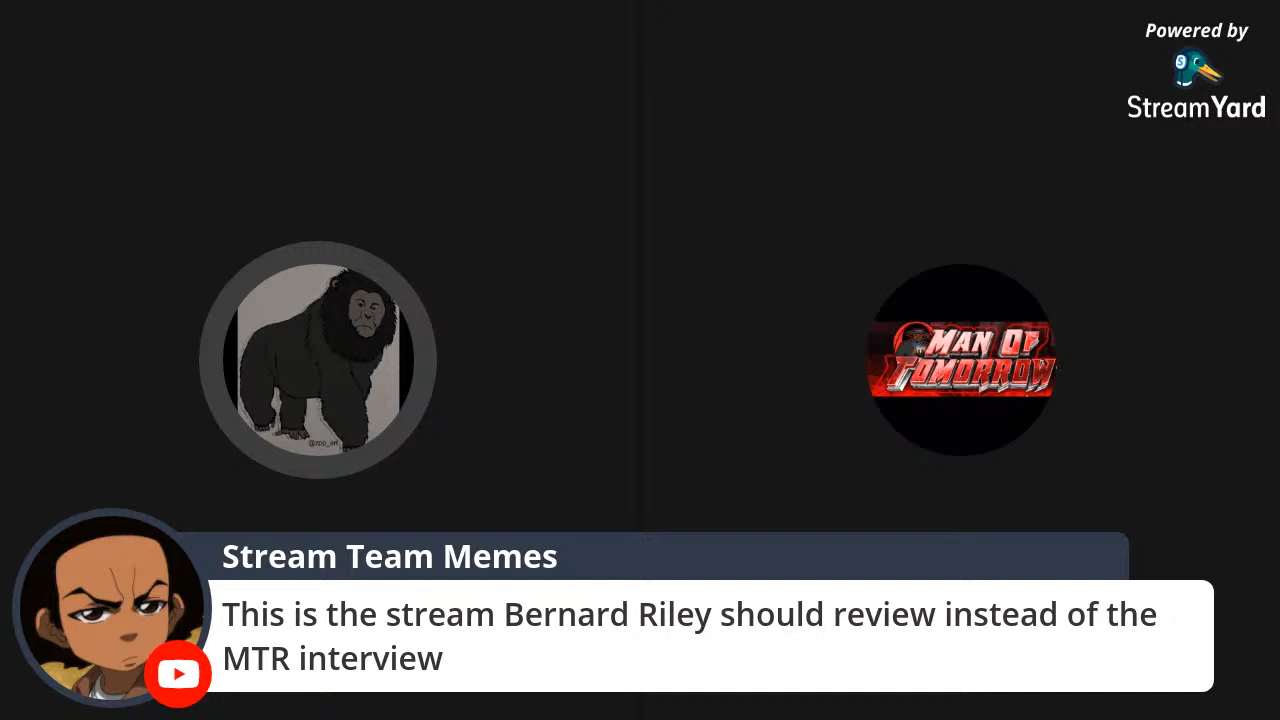 Powered by
StreamYard
MAN OF
TOMORROW
@zpp_art
Stream Team Memes
This is the stream Bernard Riley should review instead of the
MTR interview